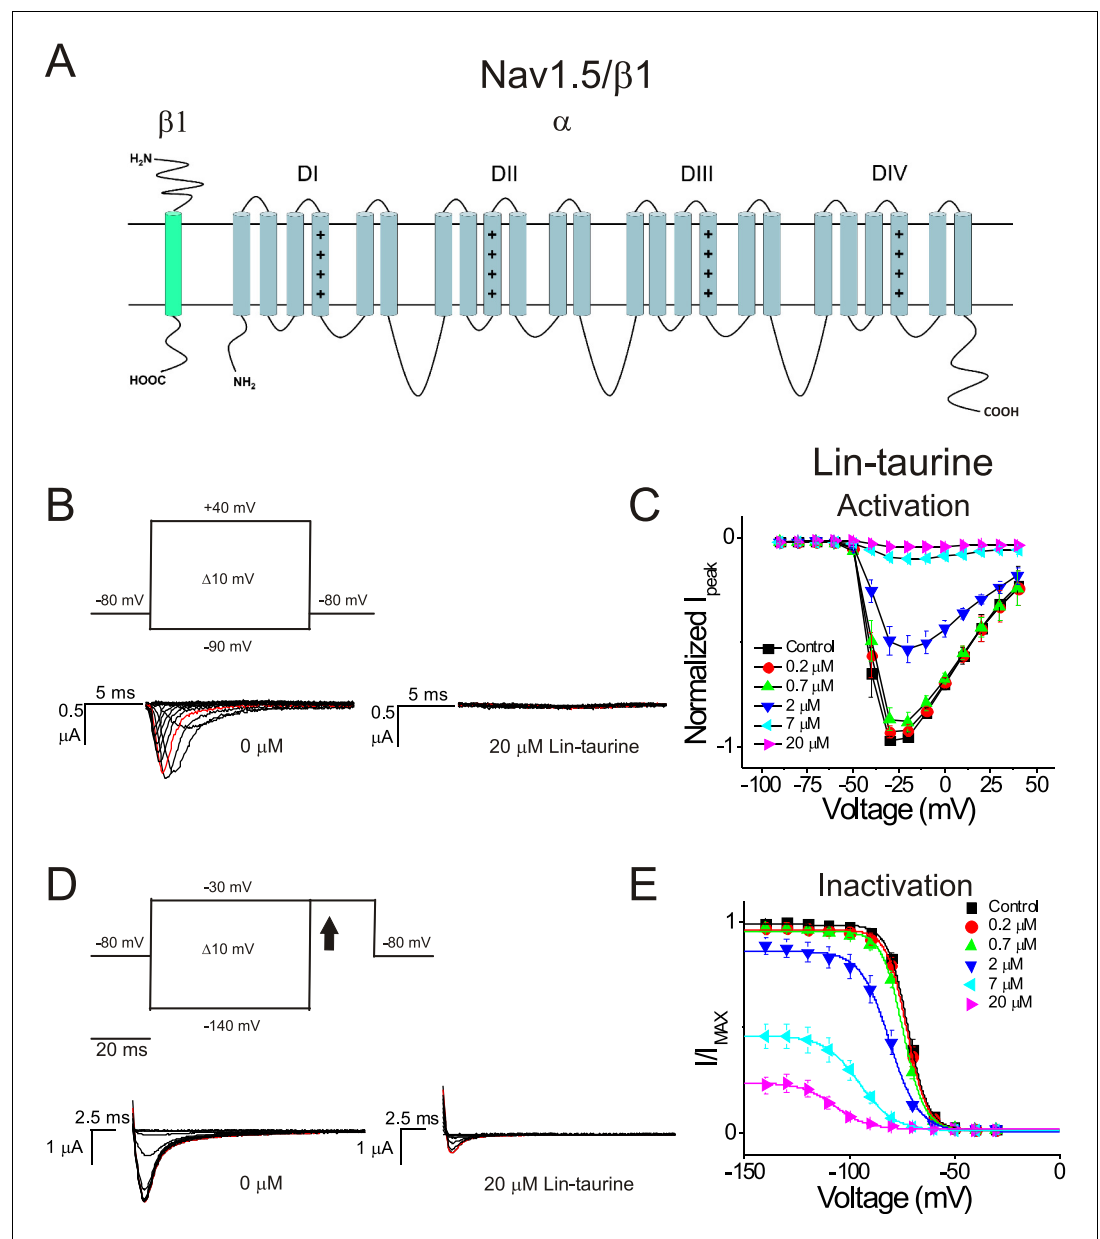 A
Nav1.5/β1
β1
α
H₂N
DI
DII
DIII
DIV
+ + + +
+ + + +
+ + + +
+ + + +
HOOC
NH₂
COOH
Lin-taurine
B
+40 mV
-80 mV
Δ10 mV
-80 mV
-90 mV
5 ms
0.5
μA
0 μM
5 ms
0.5
μA
20 μM Lin-taurine
C
Activation
Normalized I_peak
0
-1
Control
0.2 μM
0.7 μM
2 μM
7 μM
20 μM
-100 -75 -50 -25 0 25 50
Voltage (mV)
D
-30 mV
-80 mV
Δ10 mV
-80 mV
-140 mV
20 ms
2.5 ms
1 μA
0 μM
2.5 ms
1 μA
20 μM Lin-taurine
E
Inactivation
I/I_MAX
1
0
Control
0.2 μM
0.7 μM
2 μM
7 μM
20 μM
-150 -100 -50 0
Voltage (mV)